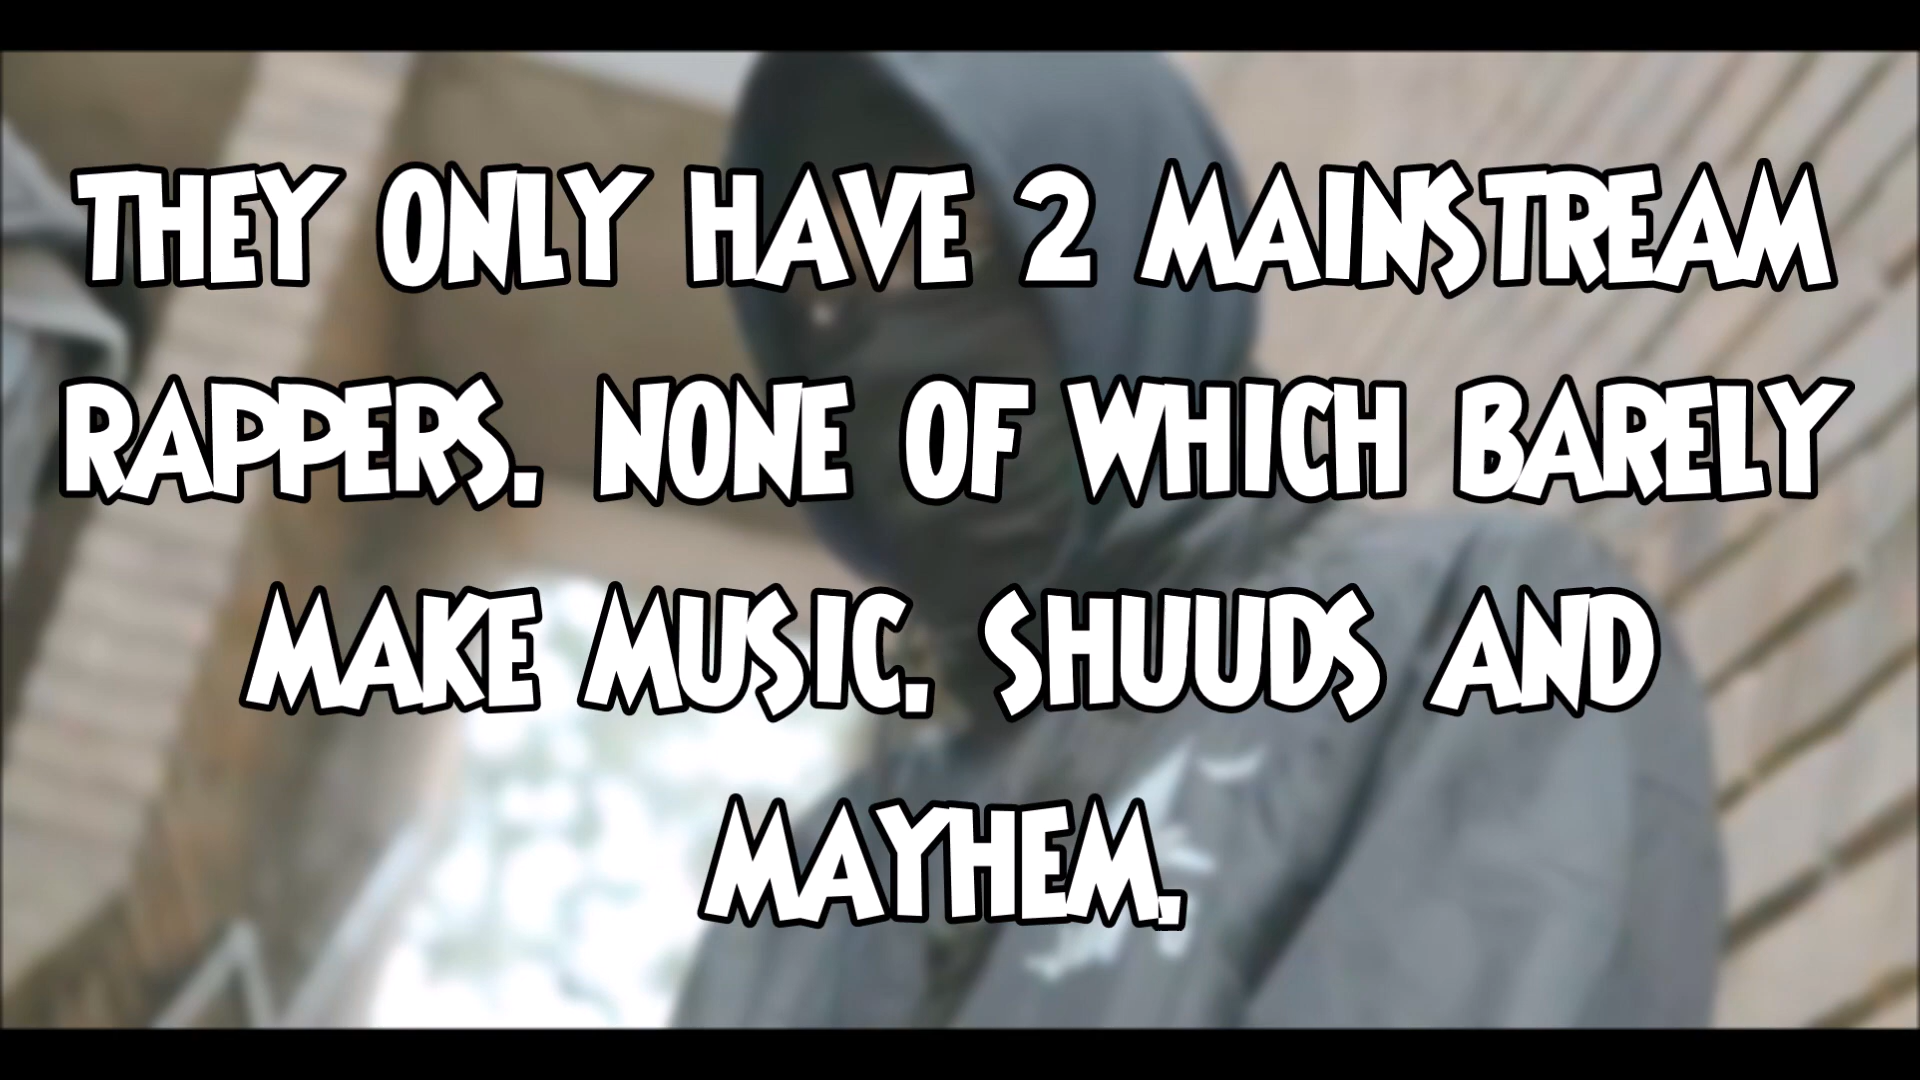 THEY ONLY HAVE 2 MAINSTREAM
RAPPERS. NONE OF WHICH BARELY
MAKE MUSIC. SHUUDS AND
MAYHEM.